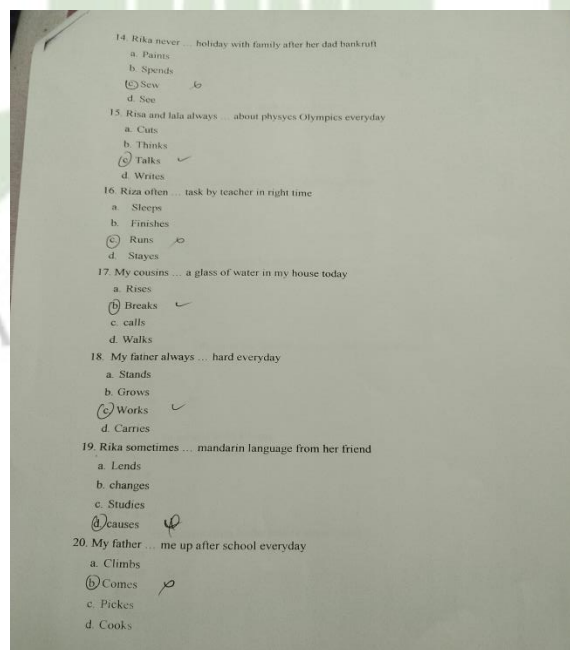 14. Rika never ... holiday with family after her dad bankruft
a. Paints
b. Spends
c. Sew
d. See
15. Risa and lala always ... about physycs Olympics everyday
a. Cuts
b. Thinks
c. Talks
d. Writes
16. Riza often ... task by teacher in right time
a. Sleeps
b. Finishes
c. Runs
d. Stayes
17. My cousins ... a glass of water in my house today
a. Rises
b. Breaks
c. calls
d. Walks
18. My father always ... hard everyday
a. Stands
b. Grows
c. Works
d. Carries
19. Rika sometimes ... mandarin language from her friend
a. Lends
b. changes
c. Studies
d. causes
20. My father ... me up after school everyday
a. Climbs
b. Comes
c. Pickes
d. Cooks